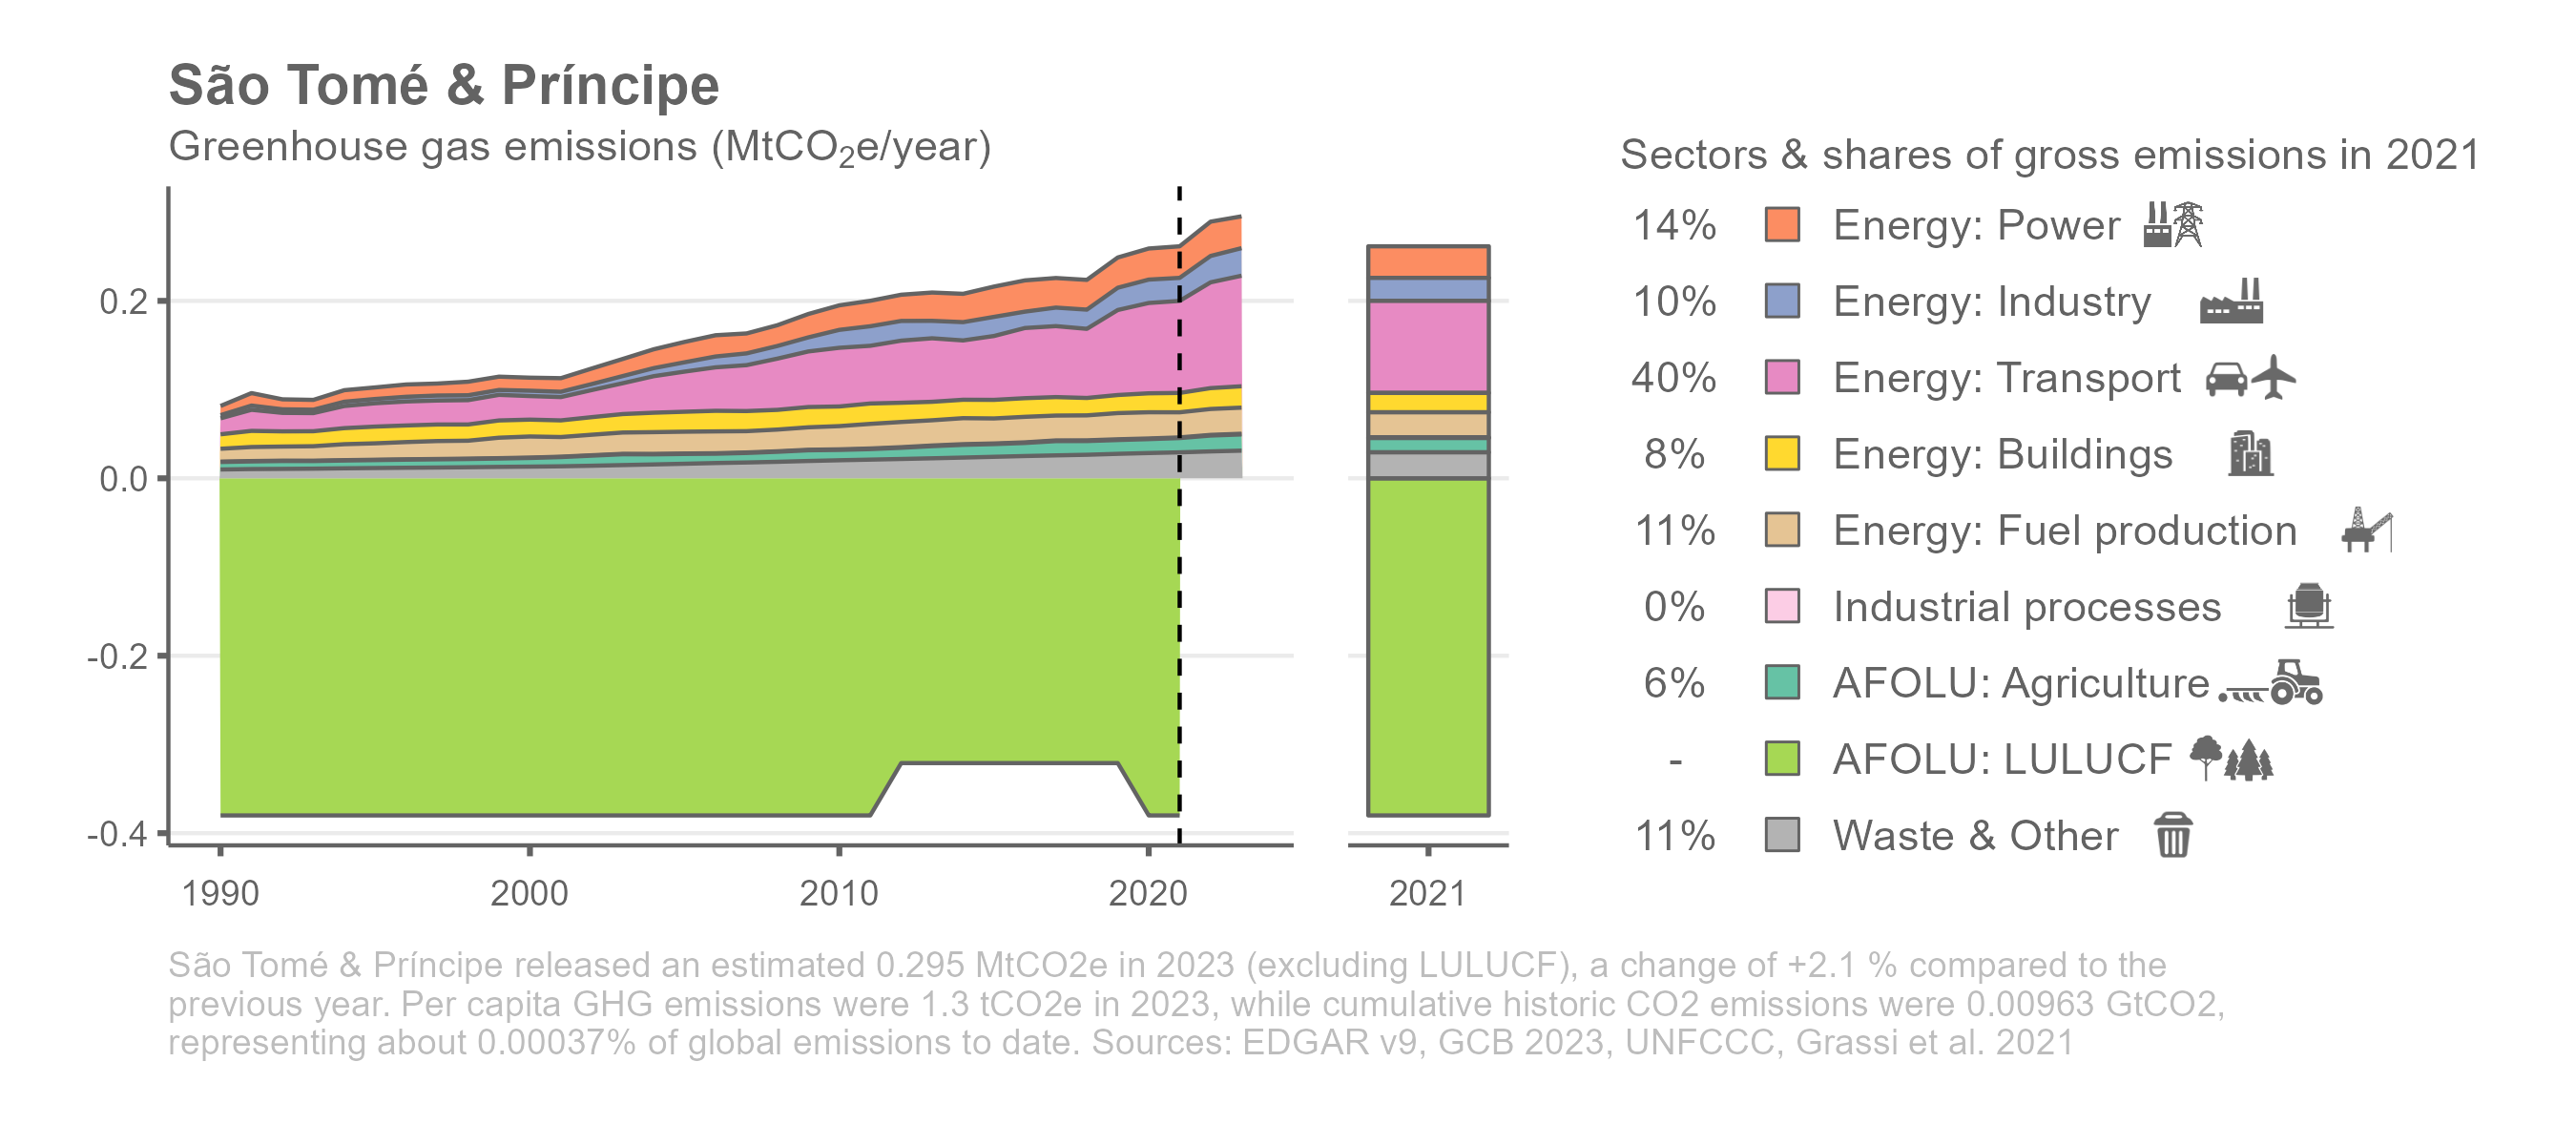 São Tomé & Príncipe
Greenhouse gas emissions (MtCO₂e/year)
0.2
0.0
-0.2
-0.4
1990
2000
2010
2020
2021
Sectors & shares of gross emissions in 2021
14% Energy: Power
10% Energy: Industry
40% Energy: Transport
8% Energy: Buildings
11% Energy: Fuel production
0% Industrial processes
6% AFOLU: Agriculture
- AFOLU: LULUCF
11% Waste & Other
São Tomé & Príncipe released an estimated 0.295 MtCO2e in 2023 (excluding LULUCF), a change of +2.1 % compared to the
previous year. Per capita GHG emissions were 1.3 tCO2e in 2023, while cumulative historic CO2 emissions were 0.00963 GtCO2,
representing about 0.00037% of global emissions to date. Sources: EDGAR v9, GCB 2023, UNFCCC, Grassi et al. 2021